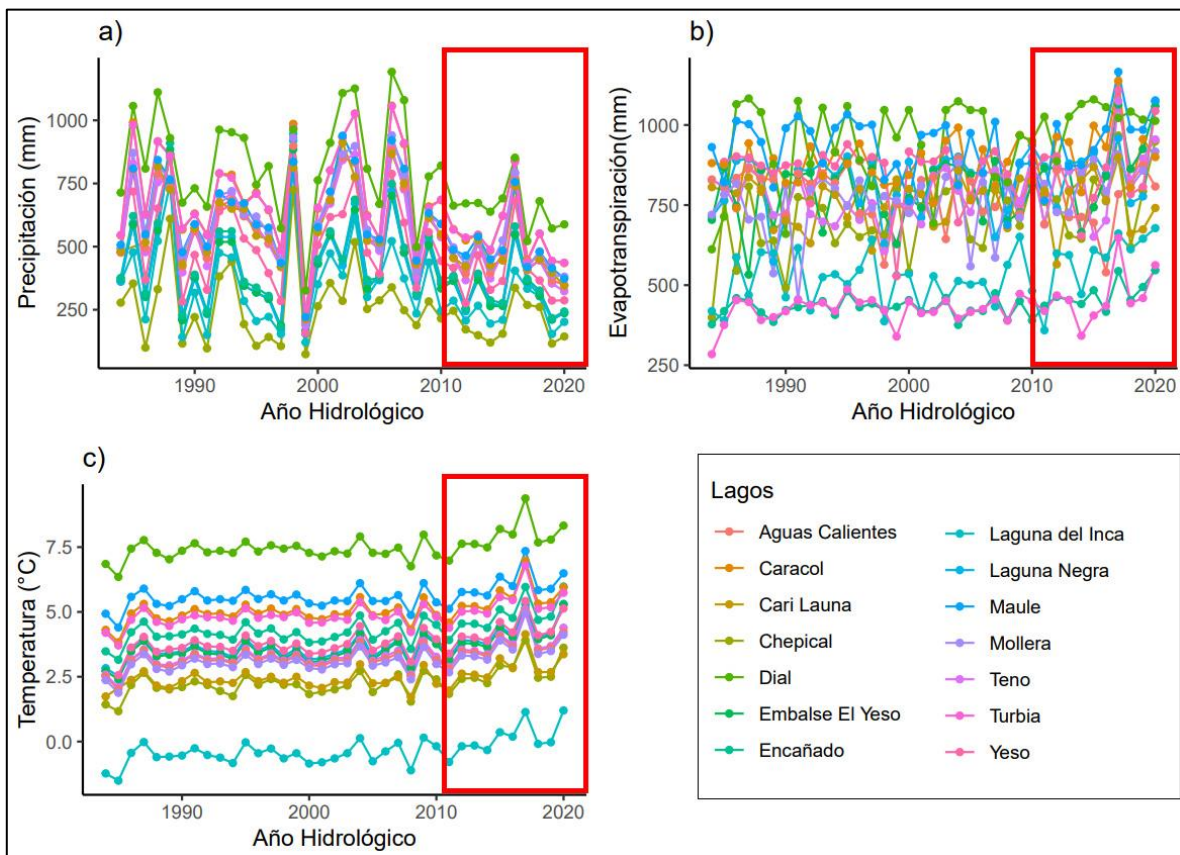 a)
Precipitación (mm)
1000
750
500
250
1990
2000
2010
2020
Año Hidrológico
b)
Evapotranspiración(mm)
1000
750
500
250
1990
2000
2010
2020
Año Hidrológico
c)
Temperatura (°C)
7.5
5.0
2.5
0.0
1990
2000
2010
2020
Año Hidrológico
Lagos
Aguas Calientes
Caracol
Cari Launa
Chepical
Dial
Embalse El Yeso
Encañado
Laguna del Inca
Laguna Negra
Maule
Mollera
Teno
Turbia
Yeso